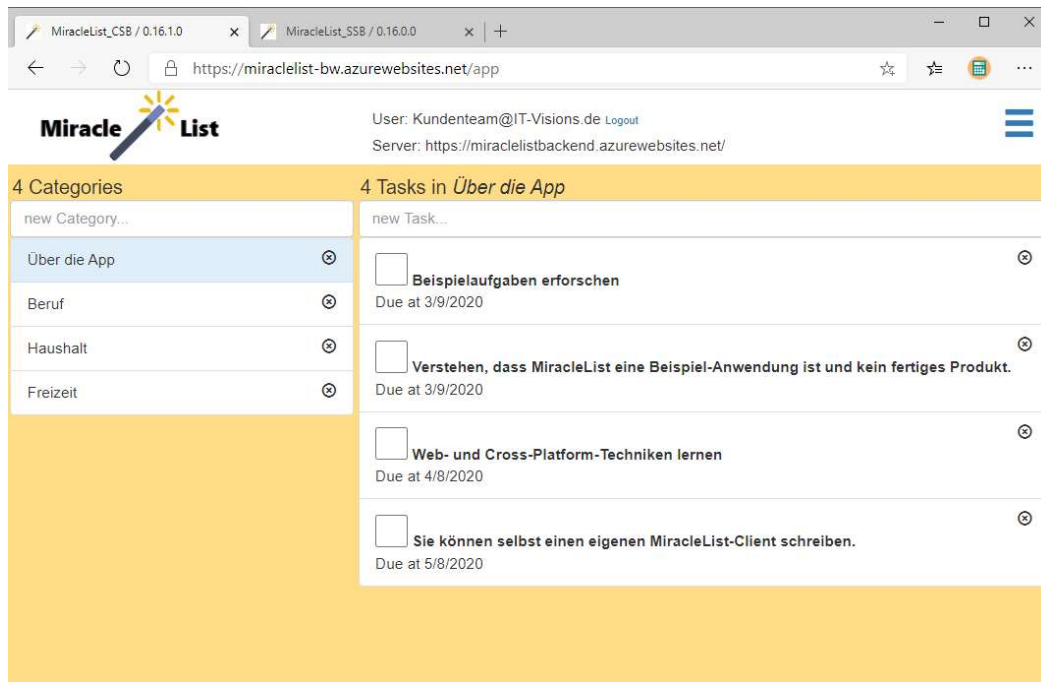 MiracleList_CSB / 0.16.1.0
MiracleList_SSB / 0.16.0.0
https://miraclelist-bw.azurewebsites.net/app
Miracle List
User: Kundenteam@IT-Visions.de Logout
Server: https://miraclelistbackend.azurewebsites.net/
4 Categories
new Category...
Über die App
Beruf
Haushalt
Freizeit
4 Tasks in Über die App
new Task...
Beispielaufgaben erforschen
Due at 3/9/2020
Verstehen, dass MiracleList eine Beispiel-Anwendung ist und kein fertiges Produkt.
Due at 3/9/2020
Web- und Cross-Platform-Techniken lernen
Due at 4/8/2020
Sie können selbst einen eigenen MiracleList-Client schreiben.
Due at 5/8/2020